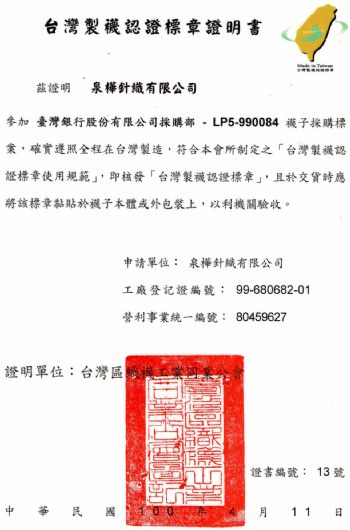 台灣製襪認證標章證明書
Made in Taiwan
台灣製襪認證標章
茲證明　泉樺針織有限公司
參加 臺灣銀行股份有限公司採購部 - LP5-990084 襪子採購標
案，確實遵照全程在台灣製造，符合本會所制定之「台灣製襪認
證標章使用規範」，即核發「台灣製襪認證標章」，且於交貨時應
將該標章黏貼於襪子本體或外包裝上，以利機關驗收。
申請單位： 泉樺針織有限公司
工廠登記證編號： 99-680682-01
營利事業統一編號： 80459627
證明單位：台灣區織襪工業同業公會
證書編號： 13號
中華民國100年4月11日